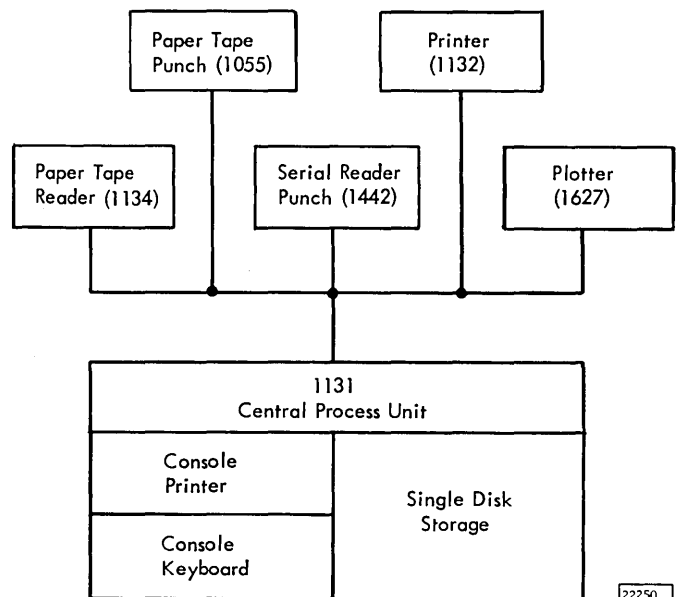 Paper Tape
Punch (1055)
Printer
(1132)
Paper Tape
Reader (1134)
Serial Reader
Punch (1442)
Plotter
(1627)
1131
Central Process Unit
Console
Printer
Single Disk
Storage
Console
Keyboard
22250